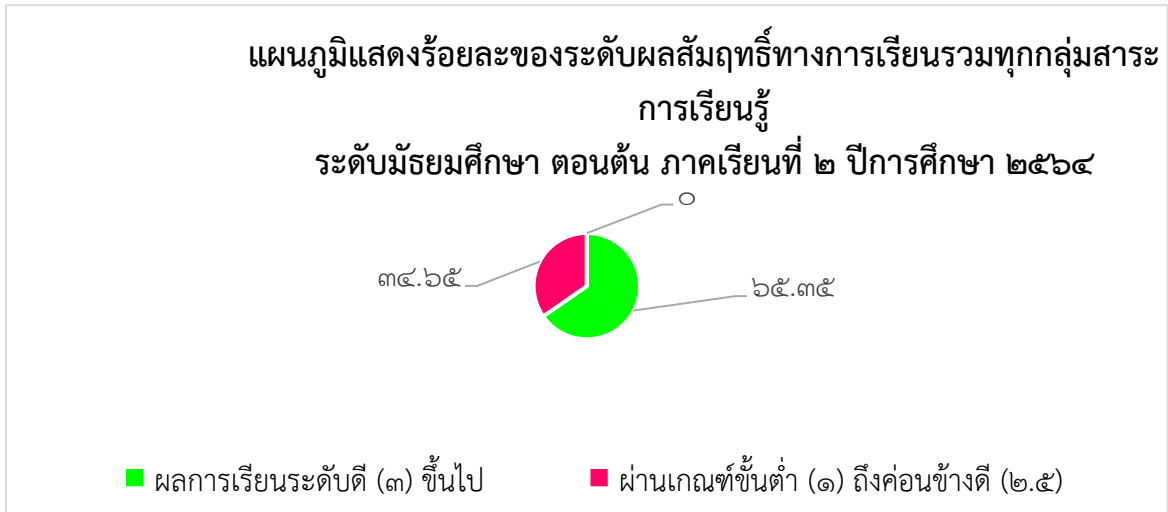 แผนภูมิแสดงร้อยละของระดับผลสัมฤทธิ์ทางการเรียนรวมทุกกลุ่มสาระ
การเรียนรู้
ระดับมัธยมศึกษา ตอนต้น ภาคเรียนที่ ๒ ปีการศึกษา ๒๕๖๔
๐
๓๔.๖๕
๖๕.๓๕
ผลการเรียนระดับดี (๓) ขึ้นไป
ผ่านเกณฑ์ขั้นต่ำ (๑) ถึงค่อนข้างดี (๒.๕)